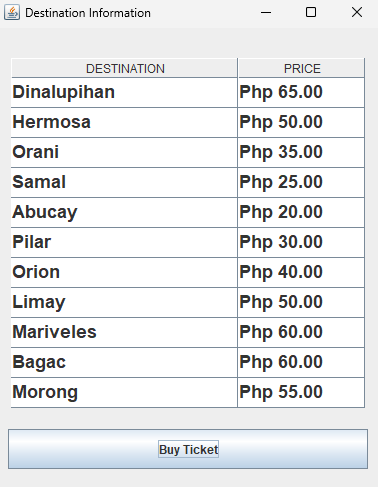 Destination Information
DESTINATION PRICE
Dinalupihan Php 65.00
Hermosa Php 50.00
Orani Php 35.00
Samal Php 25.00
Abucay Php 20.00
Pilar Php 30.00
Orion Php 40.00
Limay Php 50.00
Mariveles Php 60.00
Bagac Php 60.00
Morong Php 55.00
Buy Ticket